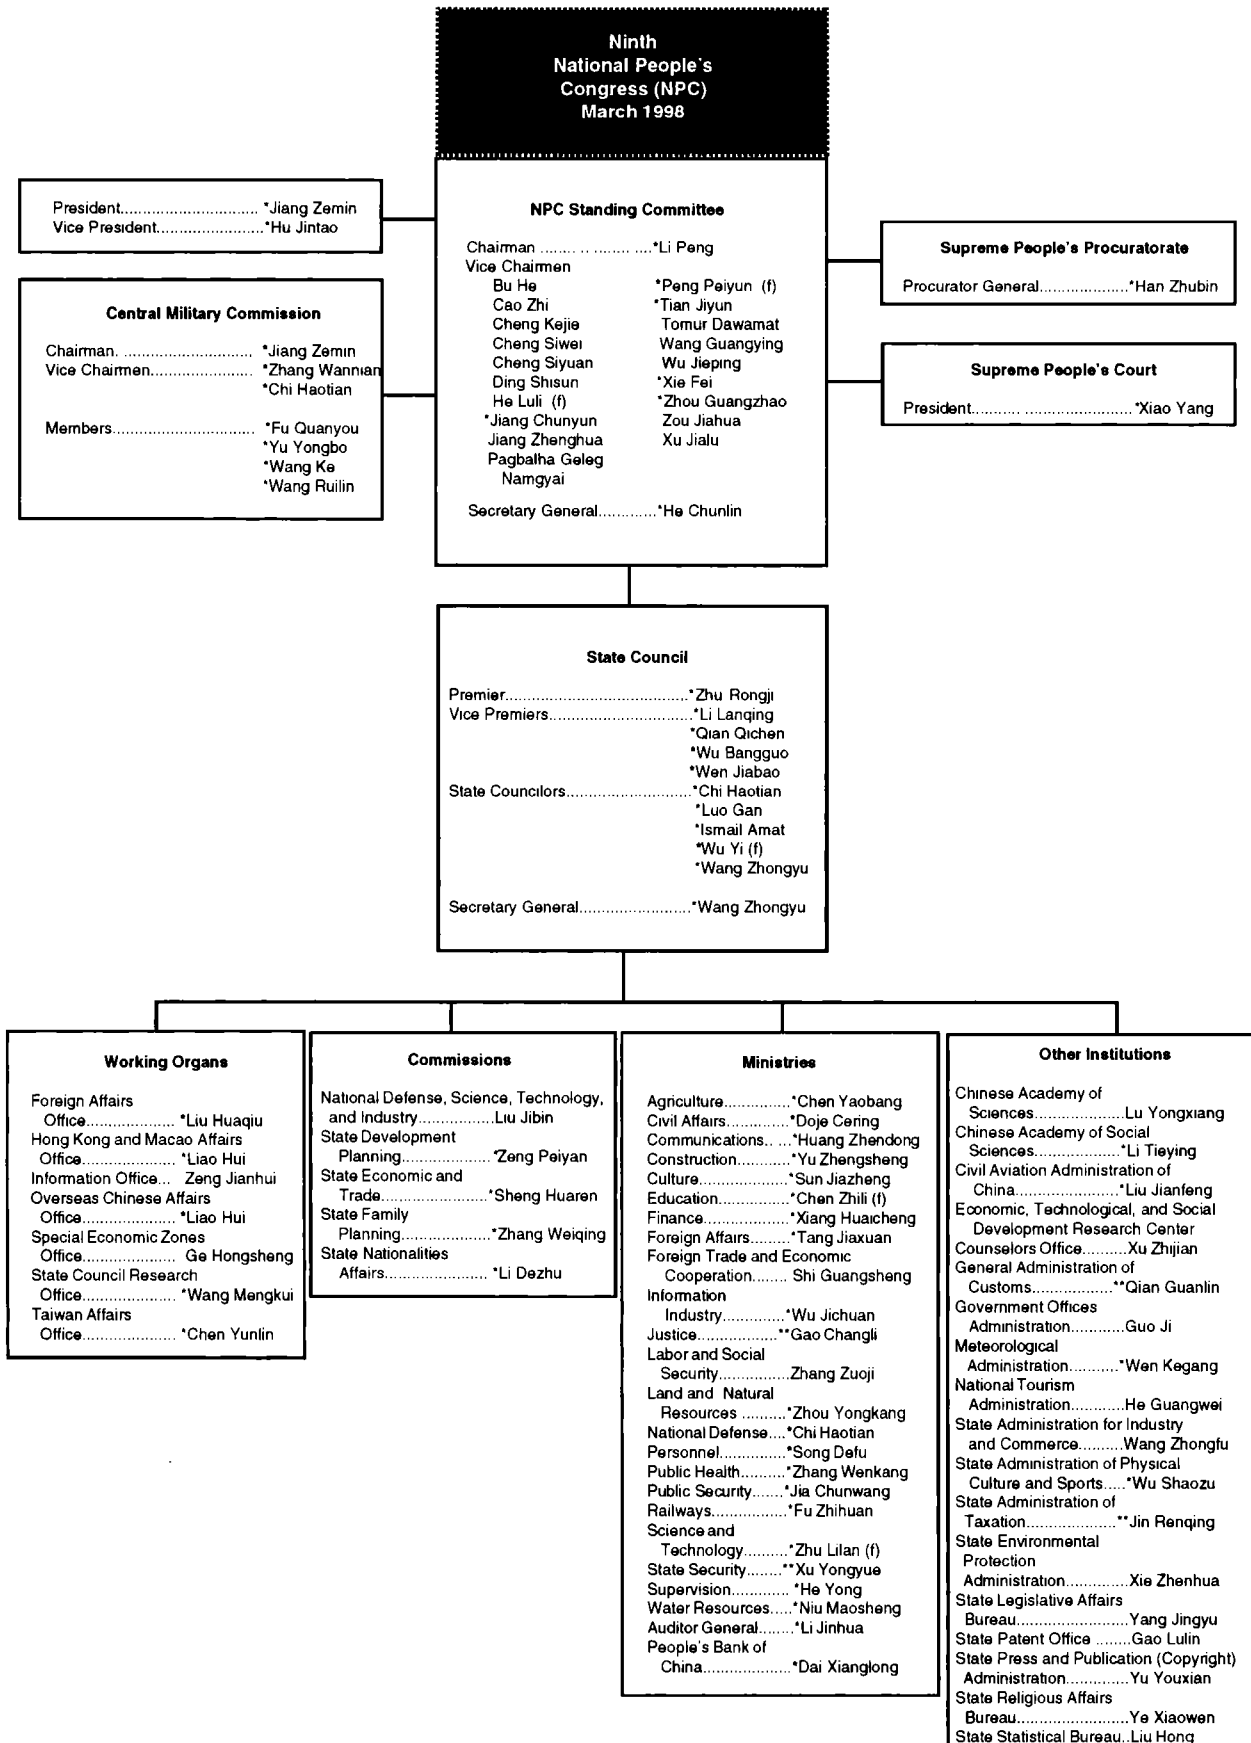 Ninth
National People's
Congress (NPC)
March 1998
President.............................. *Jiang Zemin
Vice President........................*Hu Jintao
Central Military Commission
Chairman. .............................. *Jiang Zemin
Vice Chairmen....................... *Zhang Wannian
*Chi Haotian
Members................................ *Fu Quanyou
*Yu Yongbo
*Wang Ke
*Wang Ruilin
NPC Standing Committee
Chairman ........ .. ......... ....*Li Peng
Vice Chairmen
Bu He *Peng Peiyun (f)
Cao Zhi *Tian Jiyun
Cheng Kejie Tomur Dawamat
Cheng Siwei Wang Guangying
Cheng Siyuan Wu Jieping
Ding Shisun *Xie Fei
He Luli (f) *Zhou Guangzhao
*Jiang Chunyun Zou Jiahua
Jiang Zhenghua Xu Jialu
Pagbalha Geleg
Namgyai
Secretary General.............*He Chunlin
Supreme People's Procuratorate
Procurator General....................*Han Zhubin
Supreme People's Court
President........... ........................*Xiao Yang
State Council
Premier.........................................*Zhu Rongji
Vice Premiers................................*Li Lanqing
*Qian Qichen
*Wu Bangguo
*Wen Jiabao
State Councilors............................*Chi Haotian
*Luo Gan
*Ismail Amat
*Wu Yi (f)
*Wang Zhongyu
Secretary General.........................*Wang Zhongyu
Working Organs
Foreign Affairs
Office.................... *Liu Huaqiu
Hong Kong and Macao Affairs
Office..................... *Liao Hui
Information Office... Zeng Jianhui
Overseas Chinese Affairs
Office..................... *Liao Hui
Special Economic Zones
Office..................... Ge Hongsheng
State Council Research
Office..................... *Wang Mengkui
Taiwan Affairs
Office..................... *Chen Yunlin
Commissions
National Defense, Science, Technology,
and Industry.................Liu Jibin
State Development
Planning....................*Zeng Peiyan
State Economic and
Trade........................*Sheng Huaren
State Family
Planning....................*Zhang Weiqing
State Nationalities
Affairs....................... *Li Dezhu
Ministries
Agriculture...............*Chen Yaobang
Civil Affairs..............*Doje Cering
Communications.. ....*Huang Zhendong
Construction............*Yu Zhengsheng
Culture....................*Sun Jiazheng
Education................*Chen Zhili (f)
Finance...................*Xiang Huaicheng
Foreign Affairs.........*Tang Jiaxuan
Foreign Trade and Economic
Cooperation........ Shi Guangsheng
Information
Industry..............*Wu Jichuan
Justice..................**Gao Changli
Labor and Social
Security................Zhang Zuoji
Land and Natural
Resources ..........*Zhou Yongkang
National Defense....*Chi Haotian
Personnel...............*Song Defu
Public Health..........*Zhang Wenkang
Public Security.......*Jia Chunwang
Railways.................*Fu Zhihuan
Science and
Technology..........*Zhu Lilan (f)
State Security........**Xu Yongyue
Supervision............. *He Yong
Water Resources.....*Niu Maosheng
Auditor General........*Li Jinhua
People's Bank of
China....................*Dai Xianglong
Other Institutions
Chinese Academy of
Sciences....................Lu Yongxiang
Chinese Academy of Social
Sciences...................*Li Tieying
Civil Aviation Administration of
China.......................*Liu Jianfeng
Economic, Technological, and Social
Development Research Center
Counselors Office..........Xu Zhijian
General Administration of
Customs..................**Qian Guanlin
Government Offices
Administration............Guo Ji
Meteorological
Administration...........*Wen Kegang
National Tourism
Administration............He Guangwei
State Administration for Industry
and Commerce..........Wang Zhongfu
State Administration of Physical
Culture and Sports.....*Wu Shaozu
State Administration of
Taxation....................**Jin Renqing
State Environmental
Protection
Administration..............Xie Zhenhua
State Legislative Affairs
Bureau.........................Yang Jingyu
State Patent Office ........Gao Lulin
State Press and Publication (Copyright)
Administration..............Yu Youxian
State Religious Affairs
Bureau.........................Ye Xiaowen
State Statistical Bureau..Liu Hong